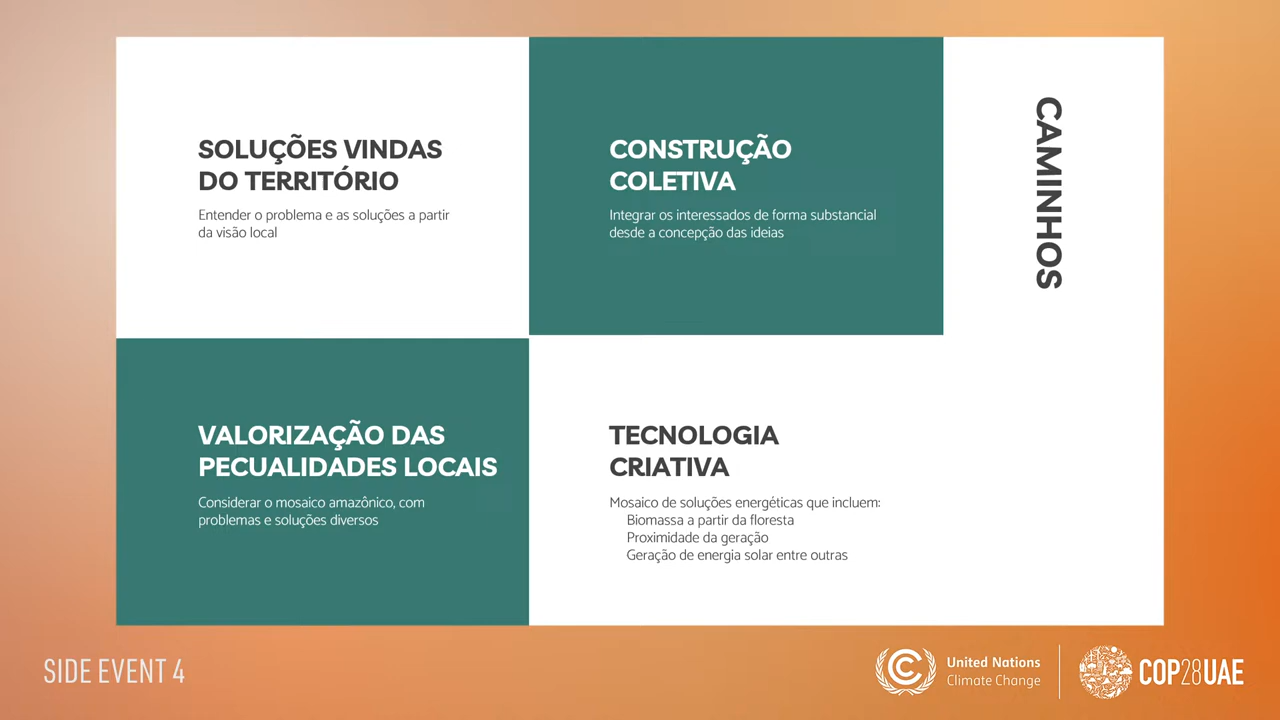 SOLUÇÕES VINDAS
DO TERRITÓRIO
Entender o problema e as soluções a partir
da visão local
CONSTRUÇÃO
COLETIVA
Integrar os interessados de forma substancial
desde a concepção das ideias
CAMINHOS
VALORIZAÇÃO DAS
PECUALIDADES LOCAIS
Considerar o mosaico amazônico, com
problemas e soluções diversos
TECNOLOGIA
CRIATIVA
Mosaico de soluções energéticas que incluem:
Biomassa a partir da floresta
Proximidade da geração
Geração de energia solar entre outras
SIDE EVENT 4
United Nations
Climate Change
COP28UAE